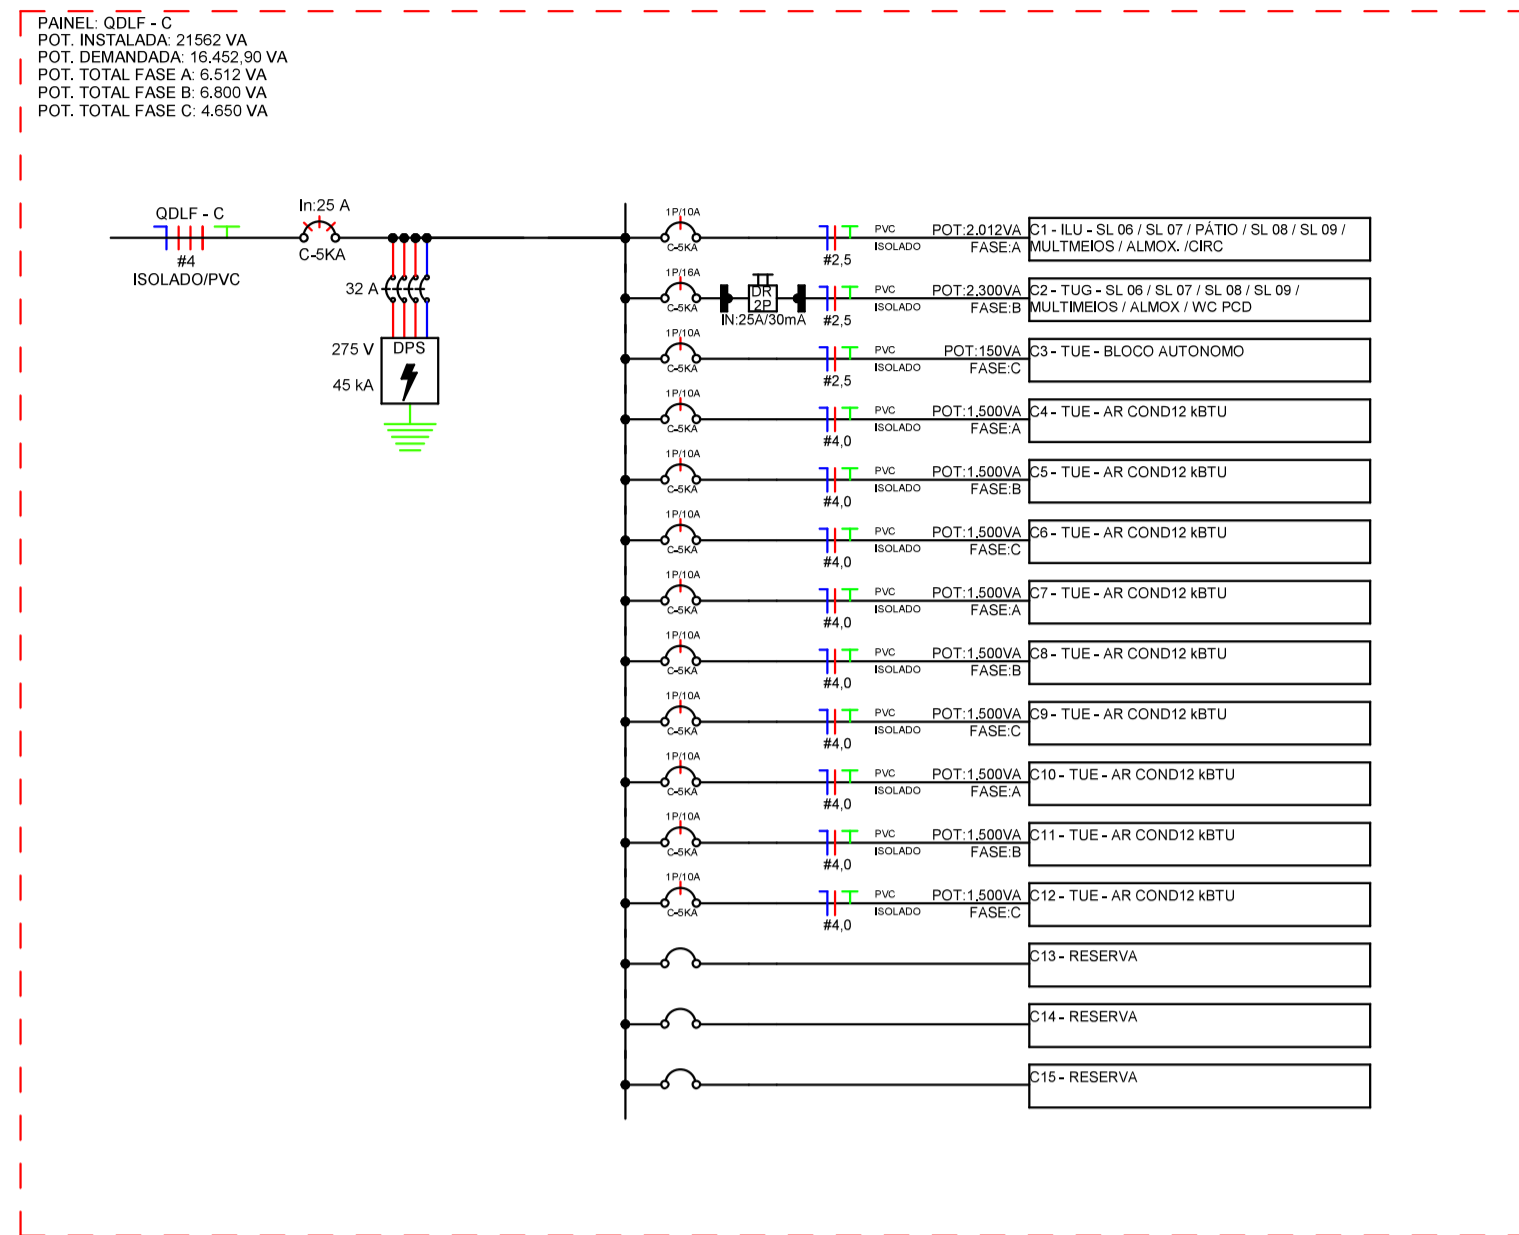 PAINEL: QDLF - C
POT. INSTALADA: 21562 VA
POT. DEMANDADA: 16.452,90 VA
POT. TOTAL FASE A: 6.512 VA
POT. TOTAL FASE B: 6.800 VA
POT. TOTAL FASE C: 4.650 VA
QDLF - C
#4
ISOLADO/PVC
In:25 A
C-5KA
32 A
275 V
45 kA
DPS
1P/10A
C-5KA
#2,5
PVC
ISOLADO
POT:2.012VA
FASE:A
C1 - ILU - SL 06 / SL 07 / PÁTIO / SL 08 / SL 09 /
MULTMEIOS / ALMOX. /CIRC
1P/16A
C-5KA
DR
2P
IN:25A/30mA
#2,5
PVC
ISOLADO
POT:2.300VA
FASE:B
C2 - TUG - SL 06 / SL 07 / SL 08 / SL 09 /
MULTIMEIOS / ALMOX / WC PCD
1P/10A
C-5KA
#2,5
PVC
ISOLADO
POT:150VA
FASE:C
C3 - TUE - BLOCO AUTONOMO
1P/10A
C-5KA
#4,0
PVC
ISOLADO
POT:1.500VA
FASE:A
C4 - TUE - AR COND12 kBTU
1P/10A
C-5KA
#4,0
PVC
ISOLADO
POT:1.500VA
FASE:B
C5 - TUE - AR COND12 kBTU
1P/10A
C-5KA
#4,0
PVC
ISOLADO
POT:1.500VA
FASE:C
C6 - TUE - AR COND12 kBTU
1P/10A
C-5KA
#4,0
PVC
ISOLADO
POT:1.500VA
FASE:A
C7 - TUE - AR COND12 kBTU
1P/10A
C-5KA
#4,0
PVC
ISOLADO
POT:1.500VA
FASE:B
C8 - TUE - AR COND12 kBTU
1P/10A
C-5KA
#4,0
PVC
ISOLADO
POT:1.500VA
FASE:C
C9 - TUE - AR COND12 kBTU
1P/10A
C-5KA
#4,0
PVC
ISOLADO
POT:1.500VA
FASE:A
C10 - TUE - AR COND12 kBTU
1P/10A
C-5KA
#4,0
PVC
ISOLADO
POT:1.500VA
FASE:B
C11 - TUE - AR COND12 kBTU
1P/10A
C-5KA
#4,0
PVC
ISOLADO
POT:1.500VA
FASE:C
C12 - TUE - AR COND12 kBTU
C13 - RESERVA
C14 - RESERVA
C15 - RESERVA